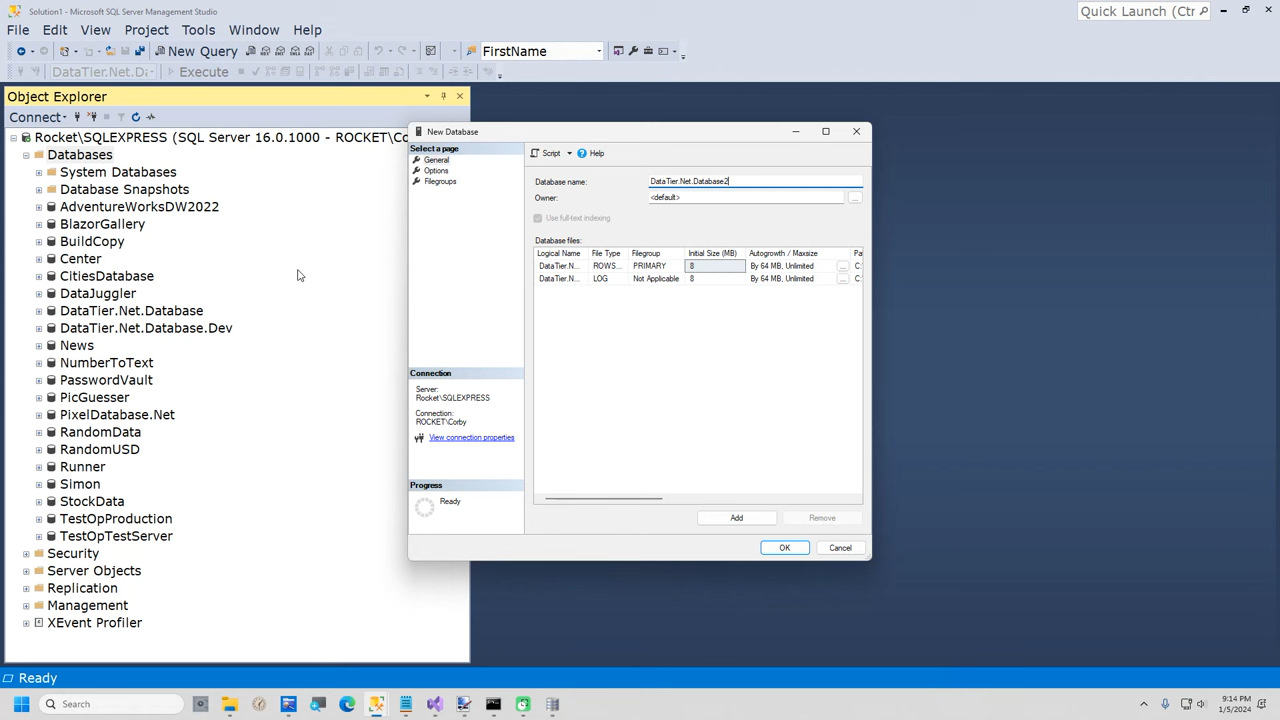 Solution1 - Microsoft SQL Server Management Studio
Quick Launch (Ctr
File Edit View Project Tools Window Help
New Query
FirstName
DataTier.Net.Da
Execute
Object Explorer
Connect
Rocket\SQLEXPRESS (SQL Server 16.0.1000 - ROCKET\Co
Databases
System Databases
Database Snapshots
AdventureWorksDW2022
BlazorGallery
BuildCopy
Center
CitiesDatabase
DataJuggler
DataTier.Net.Database
DataTier.Net.Database.Dev
News
NumberToText
PasswordVault
PicGuesser
PixelDatabase.Net
RandomData
RandomUSD
Runner
Simon
StockData
TestOpProduction
TestOpTestServer
Security
Server Objects
Replication
Management
XEvent Profiler
New Database
Select a page
General
Options
Filegroups
Connection
Server:
Rocket\SQLEXPRESS
Connection:
ROCKET\Corby
View connection properties
Progress
Ready
Script Help
Database name: DataTier.Net.Database2
Owner: <default> ...
Use full-text indexing
Database files:
Logical Name File Type Filegroup Initial Size (MB) Autogrowth / Maxsize Pa
DataTier.N... ROWS... PRIMARY 8 By 64 MB, Unlimited ... C:
DataTier.N... LOG Not Applicable 8 By 64 MB, Unlimited ... C:
Add Remove
OK Cancel
Ready
Search
9:14 PM
1/5/2024